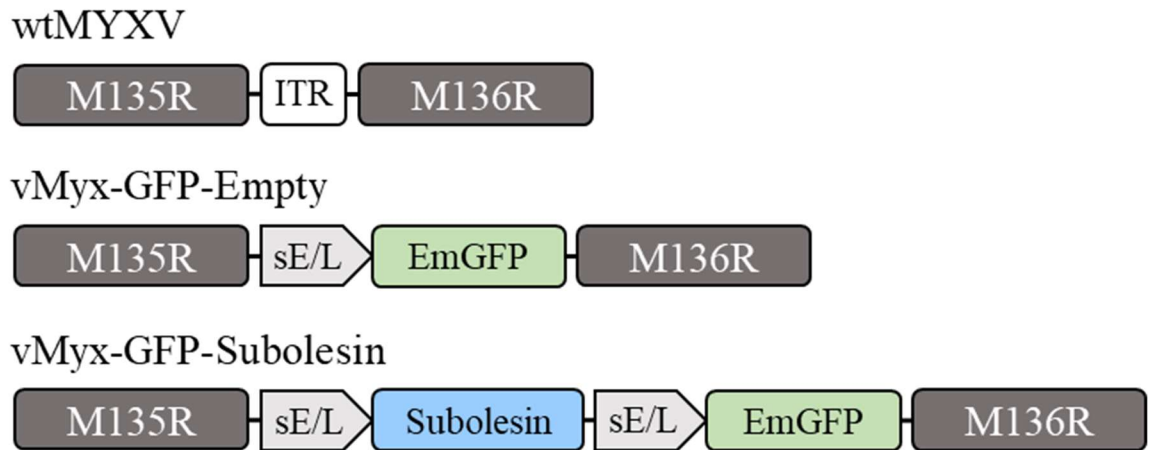 wtMYXV
M135R ITR M136R
vMyx-GFP-Empty
M135R sE/L EmGFP M136R
vMyx-GFP-Subolesin
M135R sE/L Subolesin sE/L EmGFP M136R